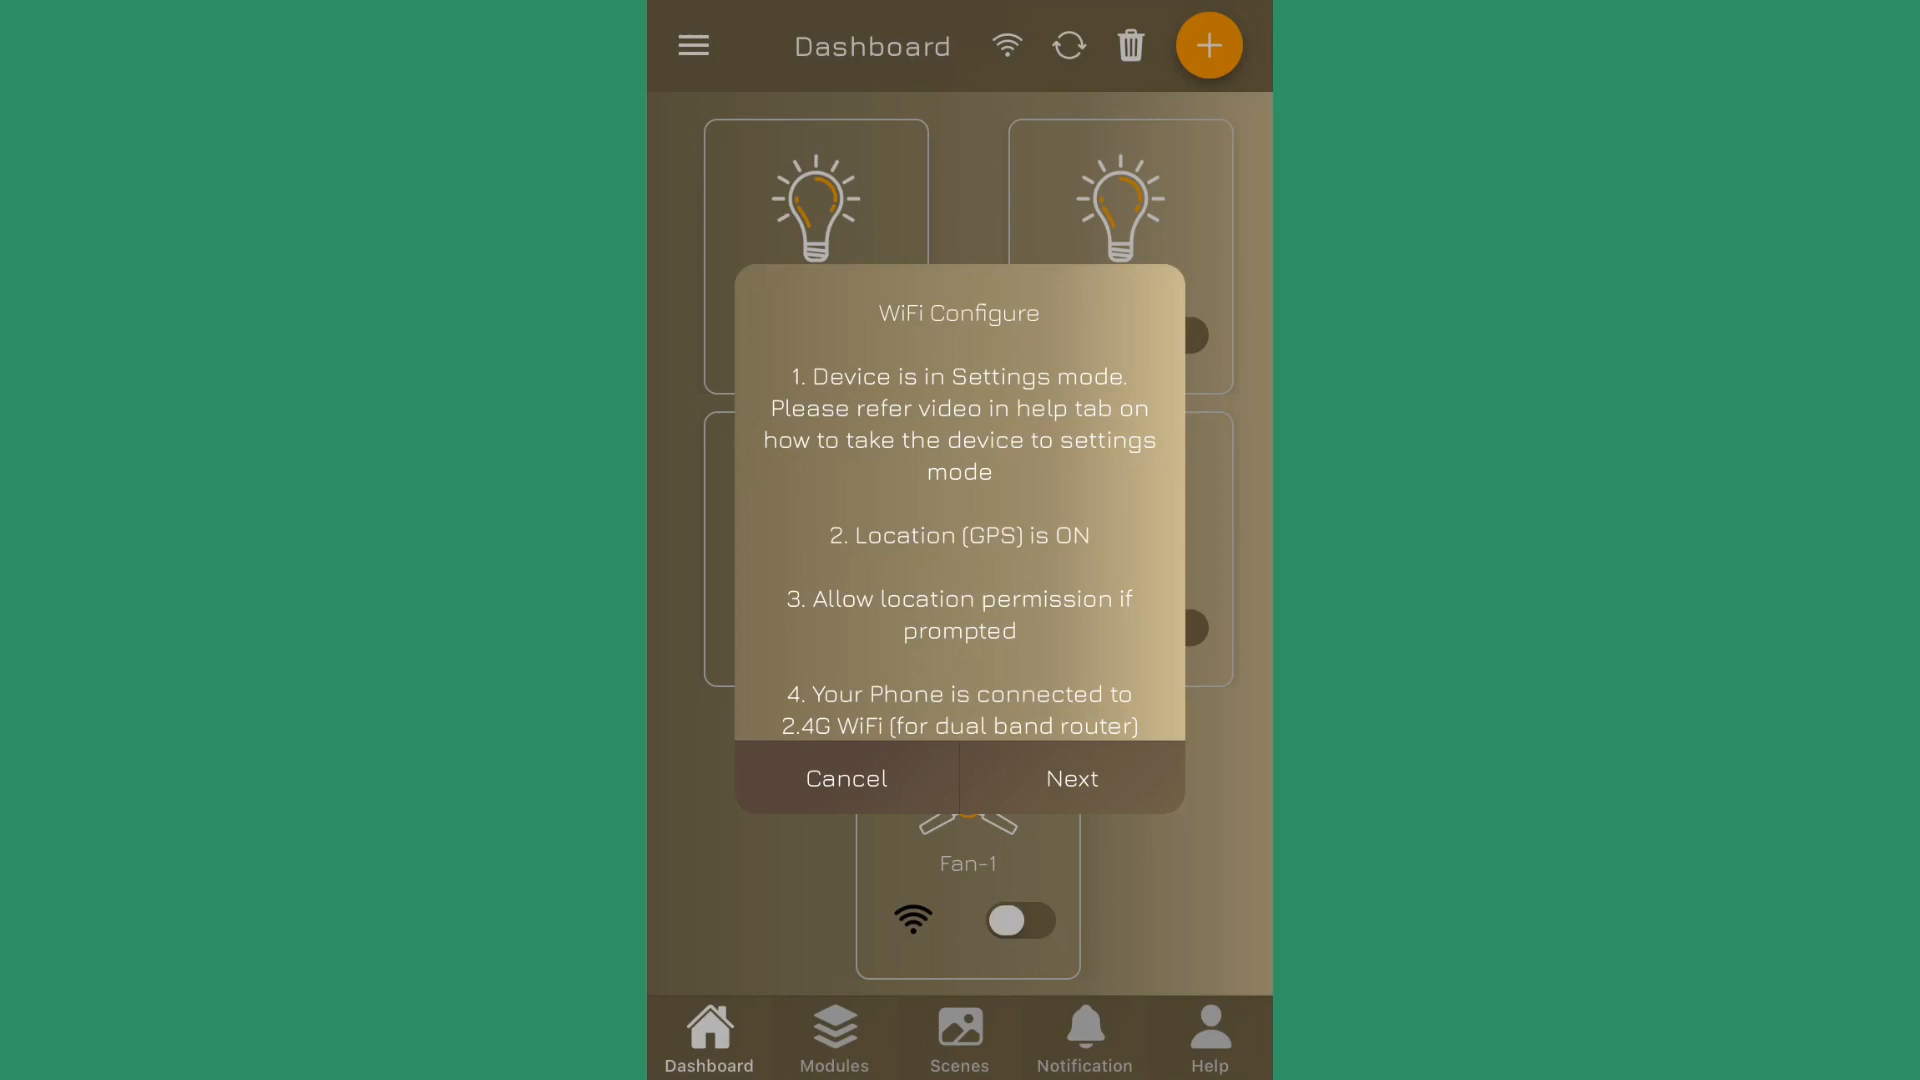 Dashboard
WiFi Configure
1. Device is in Settings mode.
Please refer video in help tab on
how to take the device to settings
mode
2. Location (GPS) is ON
3. Allow location permission if
prompted
4. Your Phone is connected to
2.4G WiFi (for dual band router)
Cancel
Next
Fan-1
Dashboard
Modules
Scenes
Notification
Help